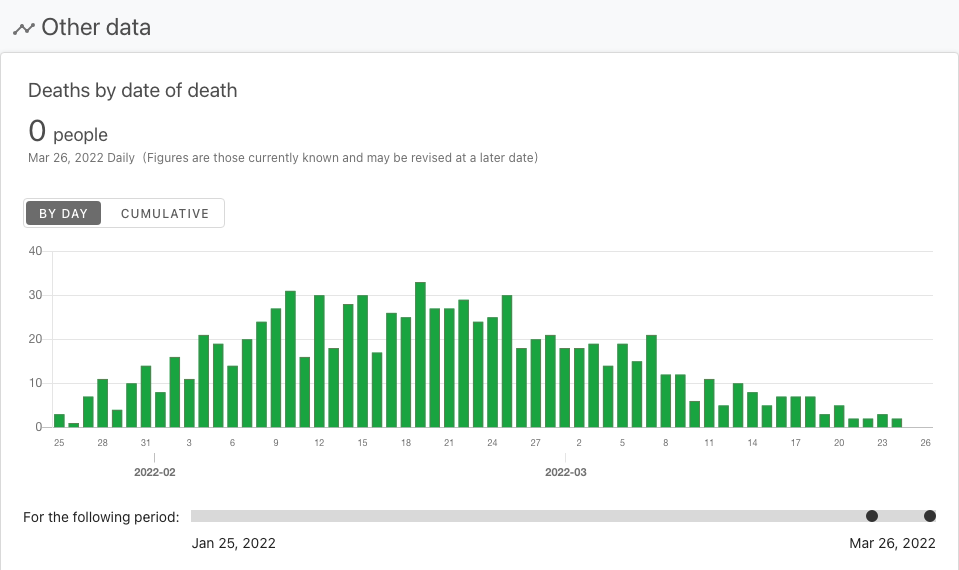 Other data
Deaths by date of death
0 people
Mar 26, 2022 Daily (Figures are those currently known and may be revised at a later date)
BY DAY CUMULATIVE
40
30
20
10
0
25 28 31 3 6 9 12 15 18 21 24 27 2 5 8 11 14 17 20 23 26
2022-02 2022-03
For the following period:
Jan 25, 2022 Mar 26, 2022